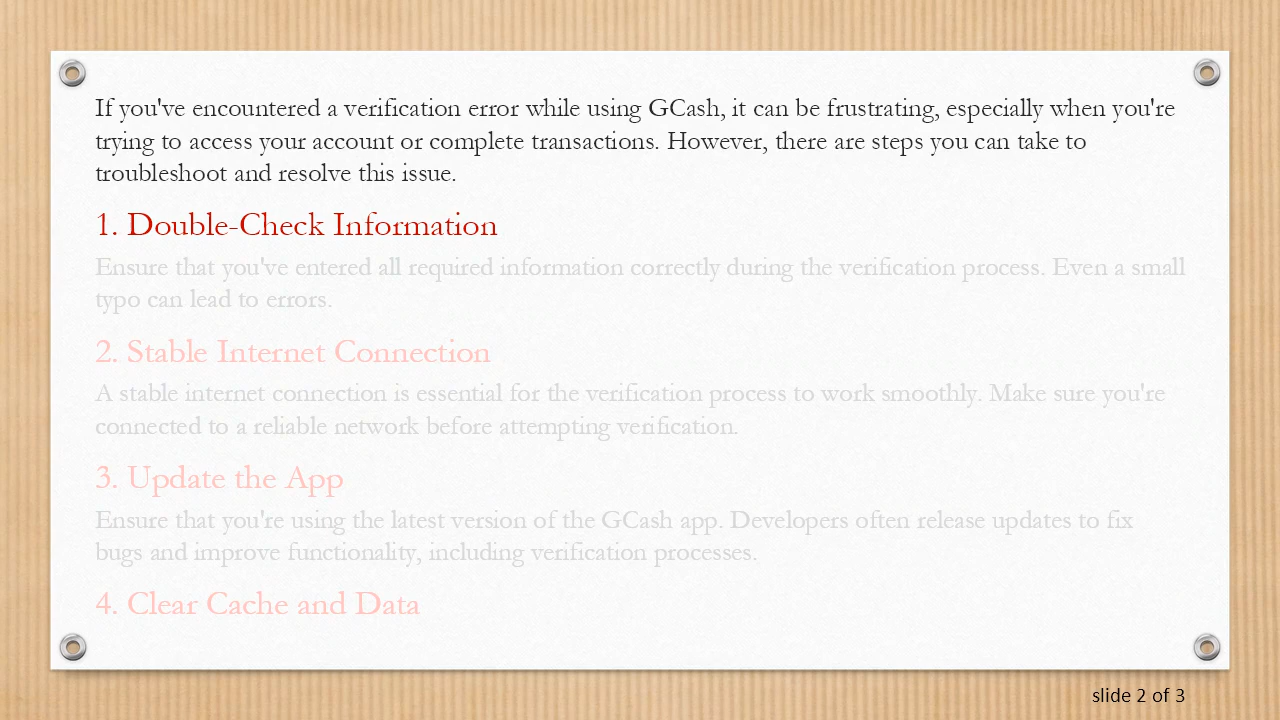 If you've encountered a verification error while using GCash, it can be frustrating, especially when you're
trying to access your account or complete transactions. However, there are steps you can take to
troubleshoot and resolve this issue.
1. Double-Check Information
Ensure that you've entered all required information correctly during the verification process. Even a small
typo can lead to errors.
2. Stable Internet Connection
A stable internet connection is essential for the verification process to work smoothly. Make sure you're
connected to a reliable network before attempting verification.
3. Update the App
Ensure that you're using the latest version of the GCash app. Developers often release updates to fix
bugs and improve functionality, including verification processes.
4. Clear Cache and Data
slide 2 of 3